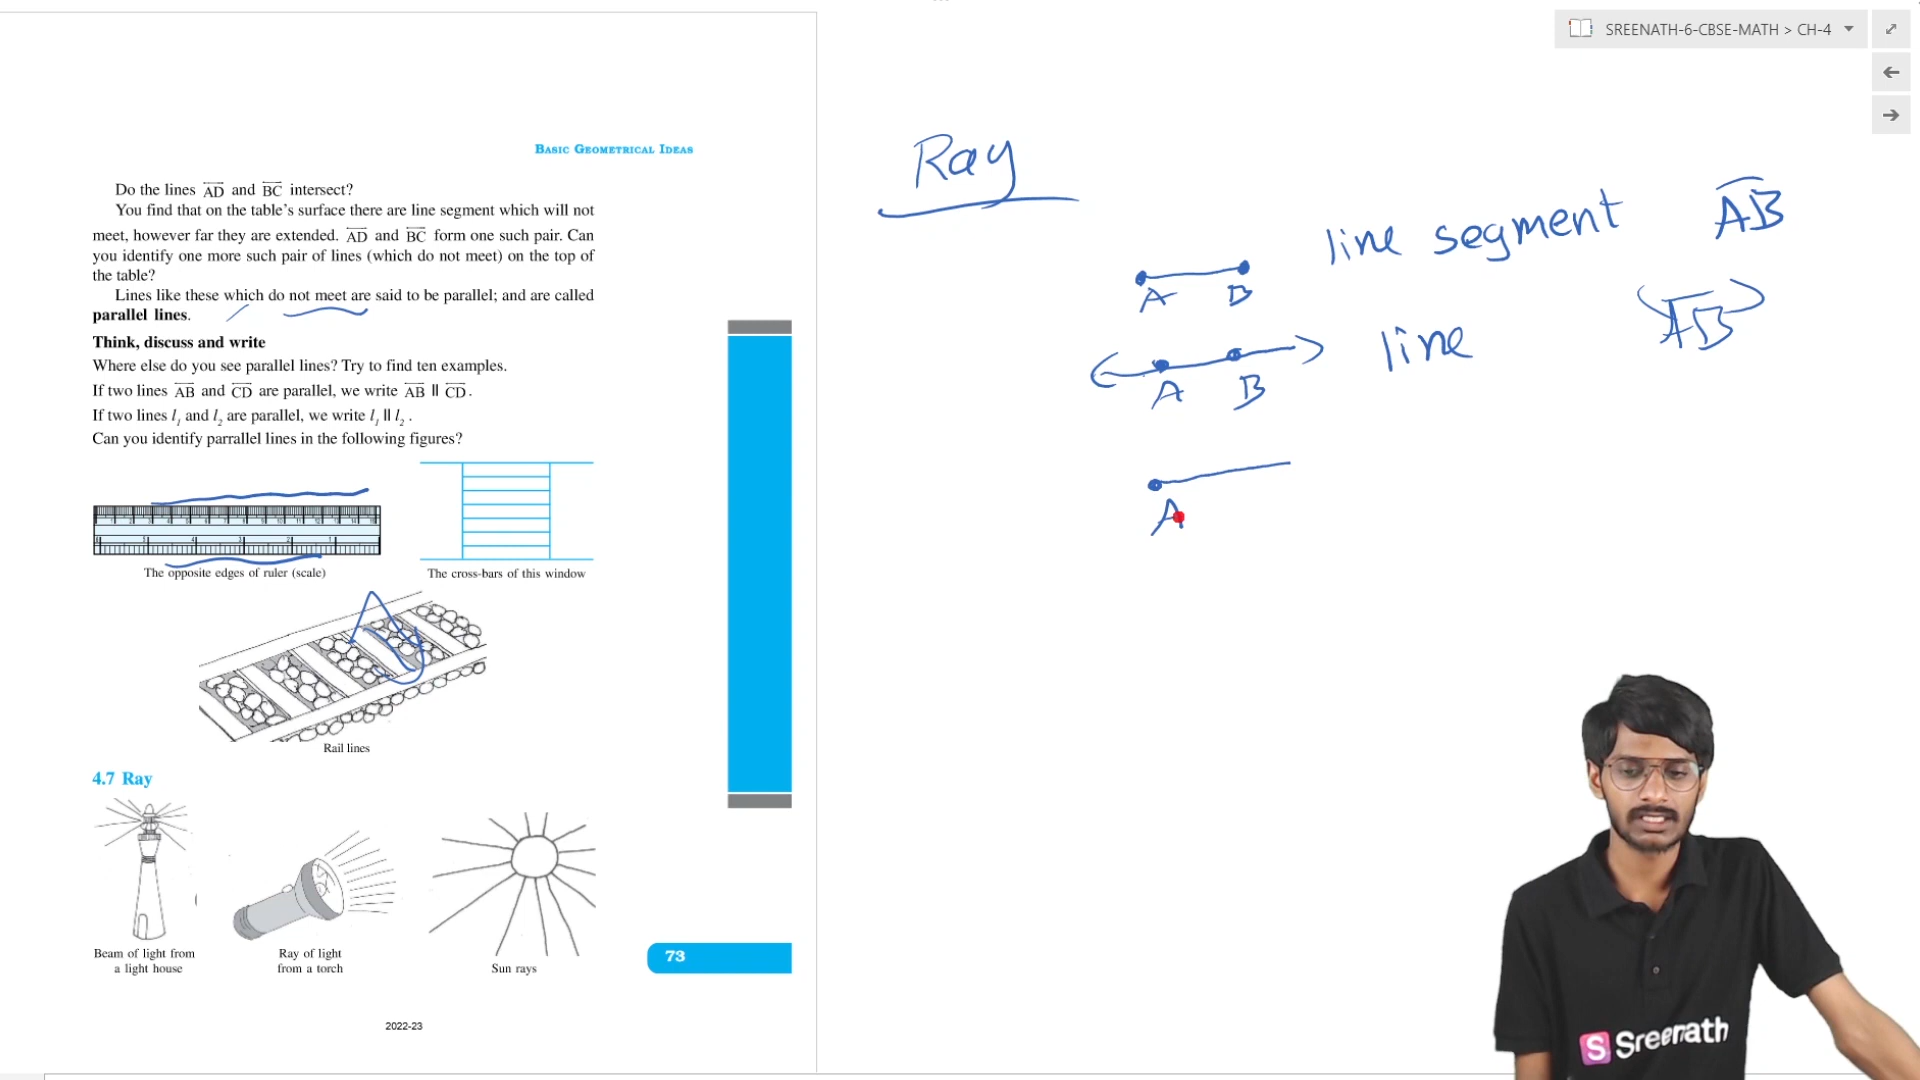 SREENATH-6-CBSE-MATH > CH-4
BASIC GEOMETRICAL IDEAS
Do the lines AD and BC intersect?
You find that on the table's surface there are line segment which will not
meet, however far they are extended. AD and BC form one such pair. Can
you identify one more such pair of lines (which do not meet) on the top of
the table?
Lines like these which do not meet are said to be parallel; and are called
parallel lines.
Think, discuss and write
Where else do you see parallel lines? Try to find ten examples.
If two lines AB and CD are parallel, we write AB || CD.
If two lines l1 and l2 are parallel, we write l1 || l2.
Can you identify parrallel lines in the following figures?
The opposite edges of ruler (scale)
The cross-bars of this window
Rail lines
4.7 Ray
Beam of light from
a light house
Ray of light
from a torch
Sun rays
73
2022-23
Ray
line segment AB
A B
line AB
A B
A
S Sreenath